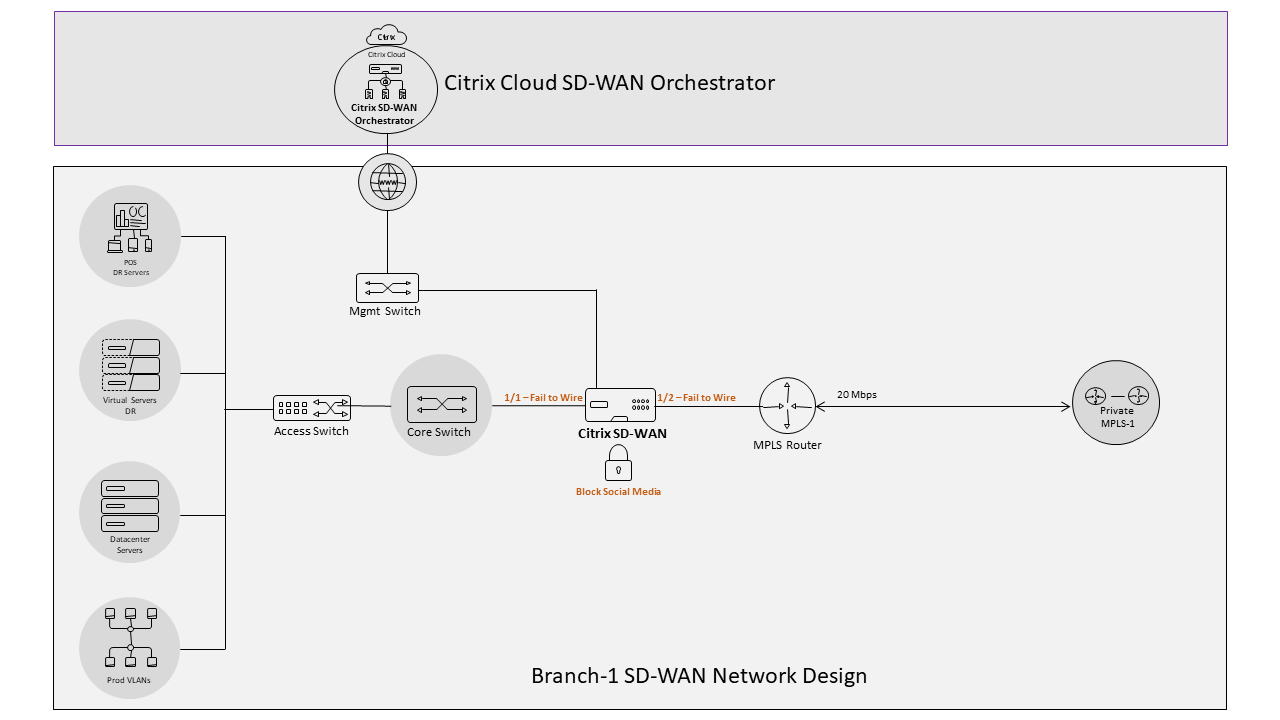 Citrix
Citrix Cloud
Citrix SD-WAN
Orchestrator
Citrix Cloud SD-WAN Orchestrator
WWW
POS
DR Servers
Mgmt Switch
Virtual Servers
DR
Access Switch
Core Switch
1/1 – Fail to Wire
Citrix SD-WAN
Block Social Media
1/2 – Fail to Wire
MPLS Router
20 Mbps
Private
MPLS-1
Datacenter
Servers
Prod VLANs
Branch-1 SD-WAN Network Design